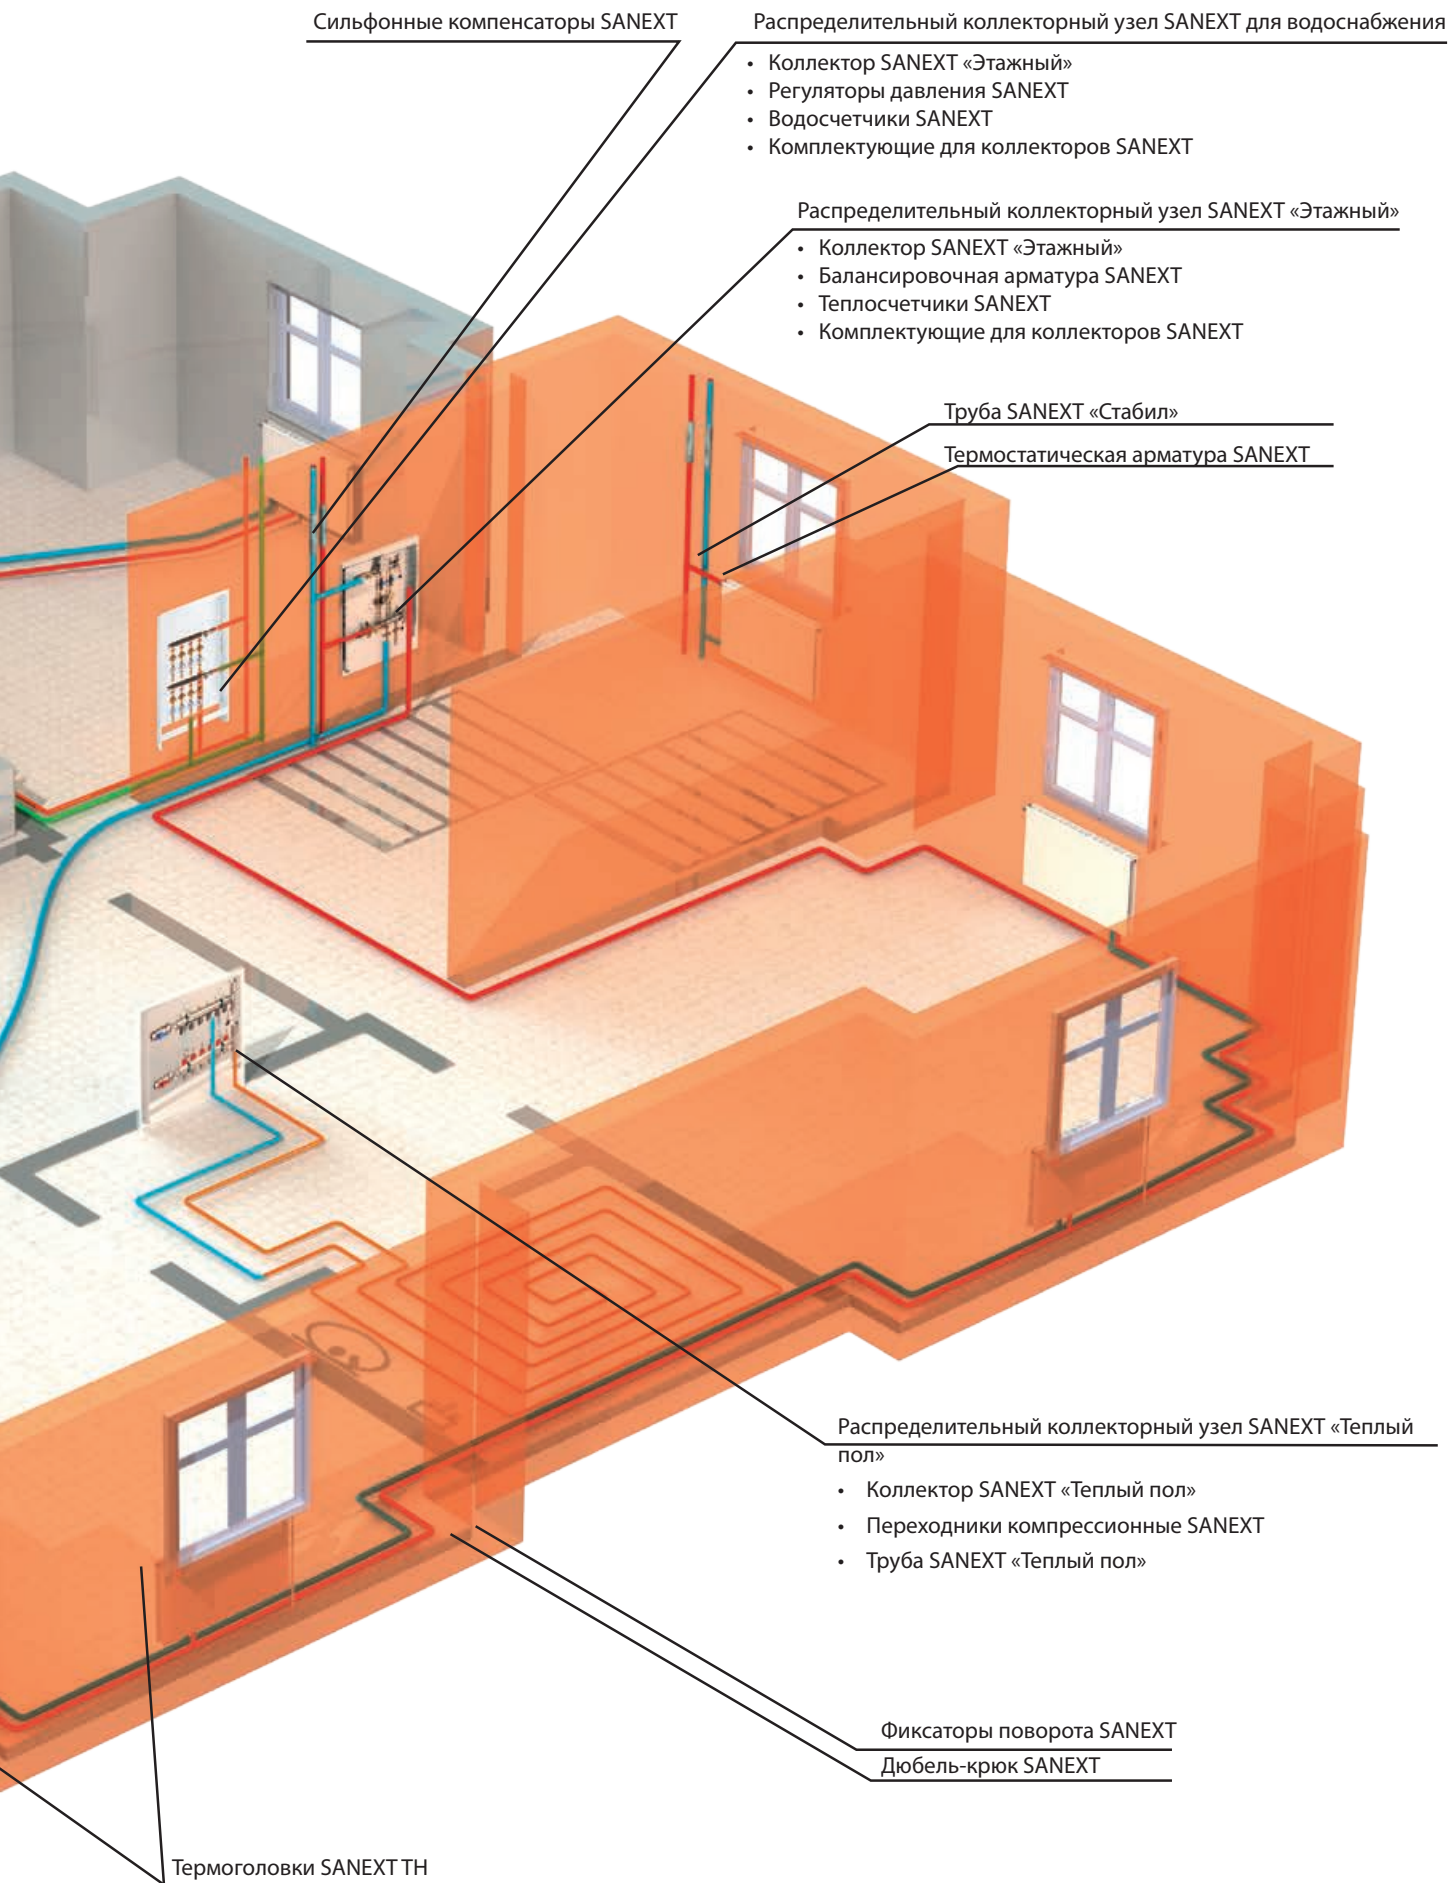 Сильфонные компенсаторы SANEXT
Распределительный коллекторный узел SANEXT для водоснабжения
• Коллектор SANEXT «Этажный»
• Регуляторы давления SANEXT
• Водосчетчики SANEXT
• Комплектующие для коллекторов SANEXT
Распределительный коллекторный узел SANEXT «Этажный»
• Коллектор SANEXT «Этажный»
• Балансировочная арматура SANEXT
• Теплосчетчики SANEXT
• Комплектующие для коллекторов SANEXT
Труба SANEXT «Стабил»
Термостатическая арматура SANEXT
Распределительный коллекторный узел SANEXT «Теплый
пол»
• Коллектор SANEXT «Теплый пол»
• Переходники компрессионные SANEXT
• Труба SANEXT «Теплый пол»
Фиксаторы поворота SANEXT
Дюбель-крюк SANEXT
Термоголовки SANEXT TH